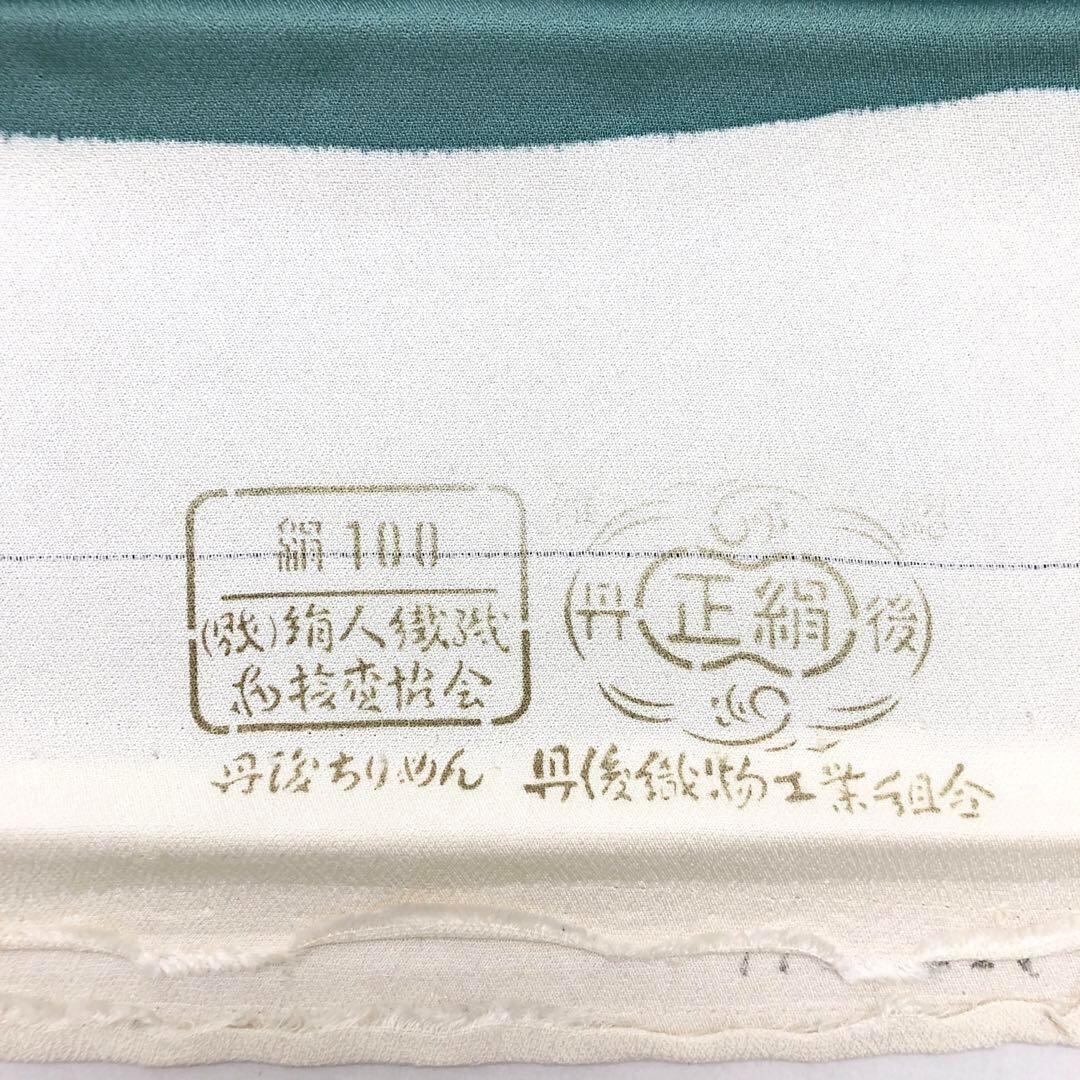 絹100
(財)絹人繊織
物検査協会
丹後ちりめん
丹 正絹 後
丹後織物工業組合